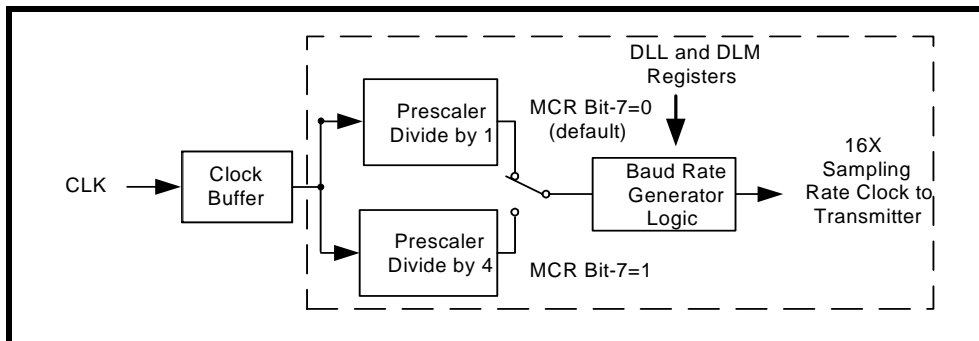 DLL and DLM
Registers
Prescaler
Divide by 1
MCR Bit-7=0
(default)
CLK
Clock
Buffer
Baud Rate
Generator
Logic
16X
Sampling
Rate Clock to
Transmitter
Prescaler
Divide by 4
MCR Bit-7=1